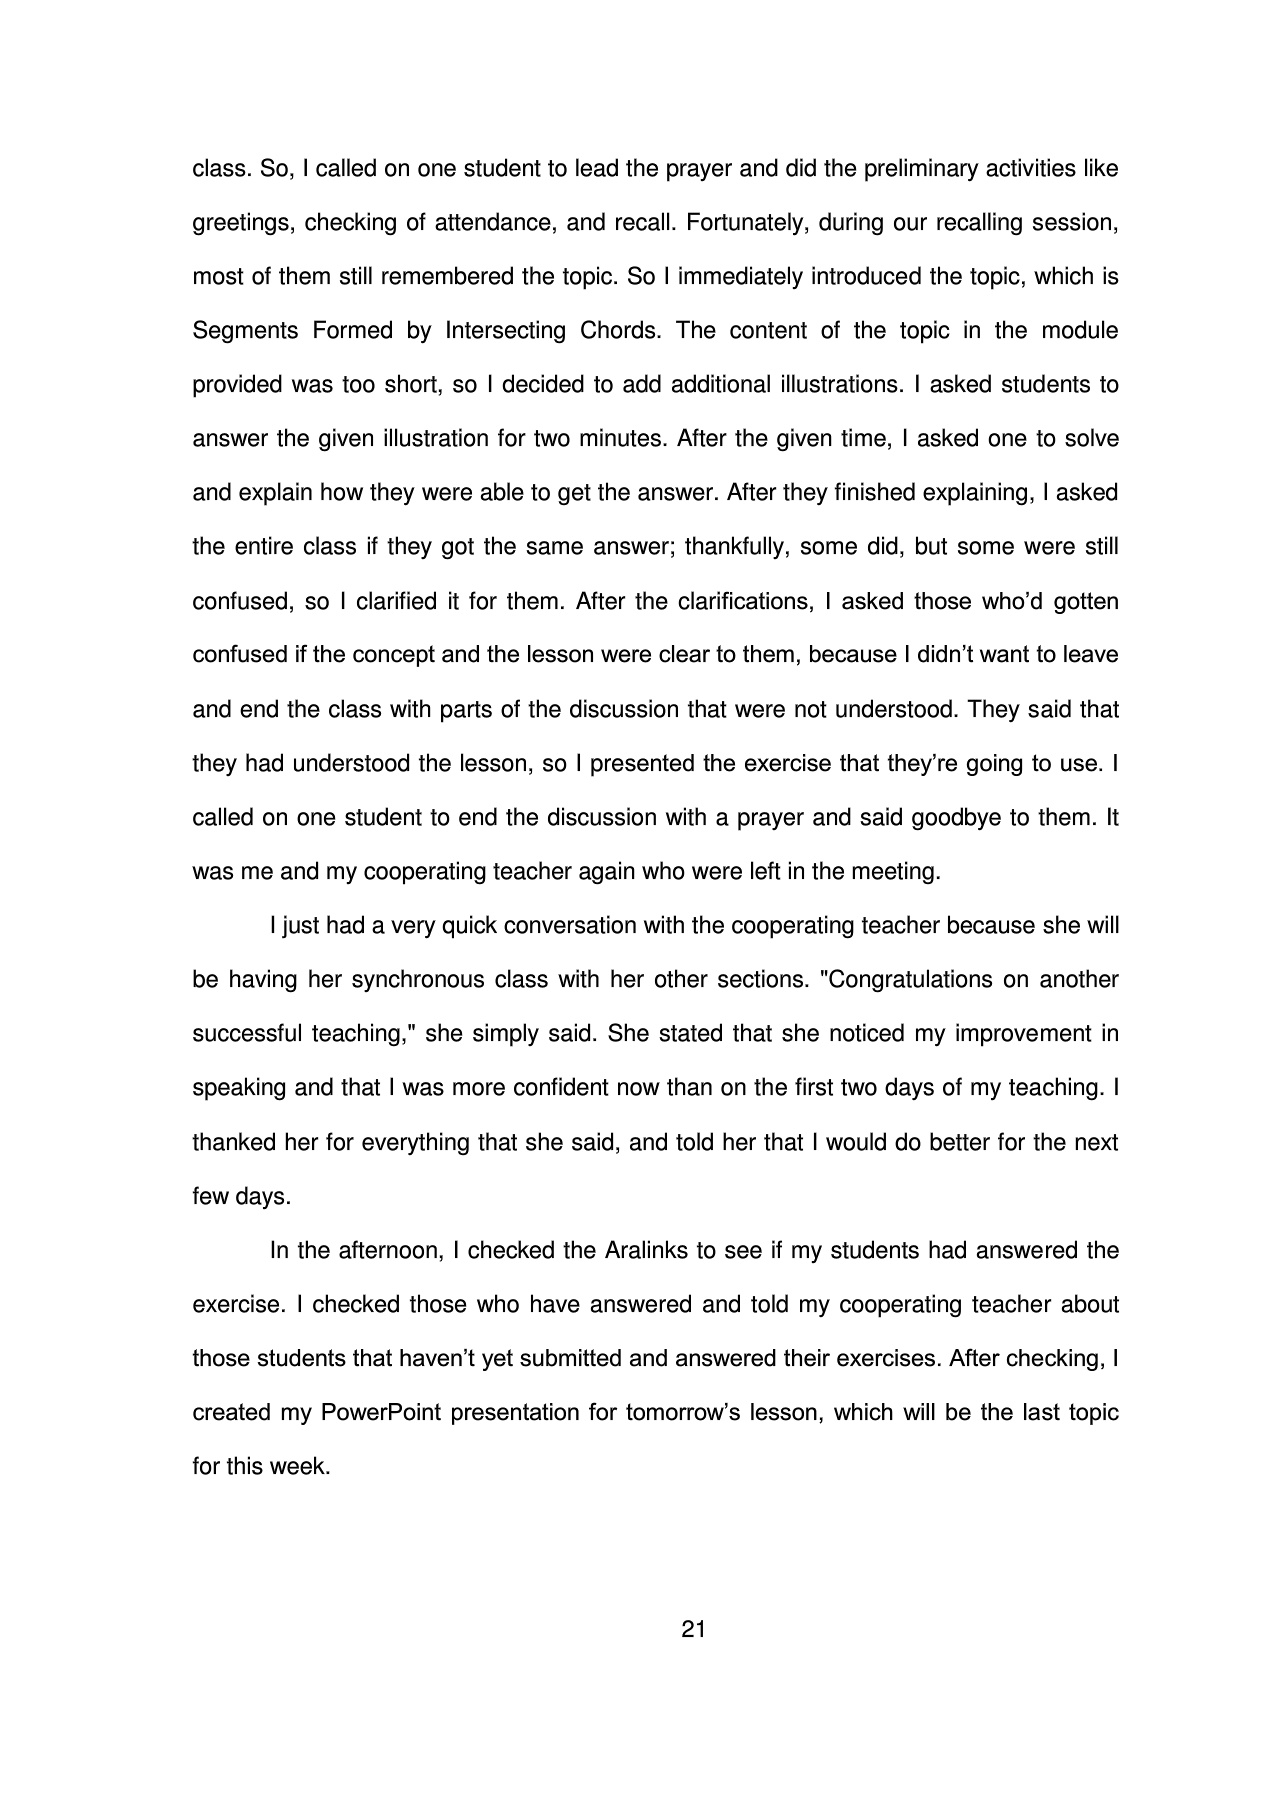 class. So, I called on one student to lead the prayer and did the preliminary activities like
greetings, checking of attendance, and recall. Fortunately, during our recalling session,
most of them still remembered the topic. So I immediately introduced the topic, which is
Segments Formed by Intersecting Chords. The content of the topic in the module
provided was too short, so I decided to add additional illustrations. I asked students to
answer the given illustration for two minutes. After the given time, I asked one to solve
and explain how they were able to get the answer. After they finished explaining, I asked
the entire class if they got the same answer; thankfully, some did, but some were still
confused, so I clarified it for them. After the clarifications, I asked those who’d gotten
confused if the concept and the lesson were clear to them, because I didn’t want to leave
and end the class with parts of the discussion that were not understood. They said that
they had understood the lesson, so I presented the exercise that they’re going to use. I
called on one student to end the discussion with a prayer and said goodbye to them. It
was me and my cooperating teacher again who were left in the meeting.
I just had a very quick conversation with the cooperating teacher because she will
be having her synchronous class with her other sections. "Congratulations on another
successful teaching," she simply said. She stated that she noticed my improvement in
speaking and that I was more confident now than on the first two days of my teaching. I
thanked her for everything that she said, and told her that I would do better for the next
few days.
In the afternoon, I checked the Aralinks to see if my students had answered the
exercise. I checked those who have answered and told my cooperating teacher about
those students that haven’t yet submitted and answered their exercises. After checking, I
created my PowerPoint presentation for tomorrow’s lesson, which will be the last topic
for this week.
21